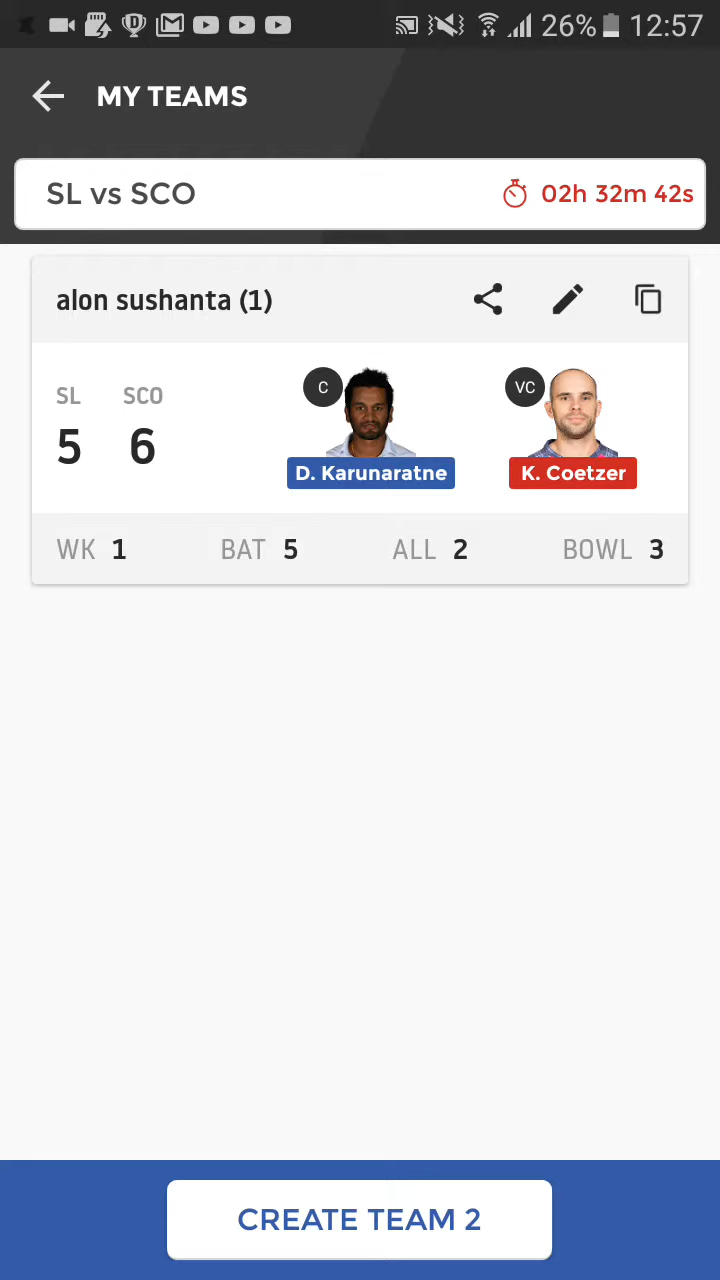 26% 12:57
MY TEAMS
SL vs SCO 02h 32m 42s
alon sushanta (1)
C VC
SL SCO
5 6
D. Karunaratne K. Coetzer
WK 1 BAT 5 ALL 2 BOWL 3
CREATE TEAM 2